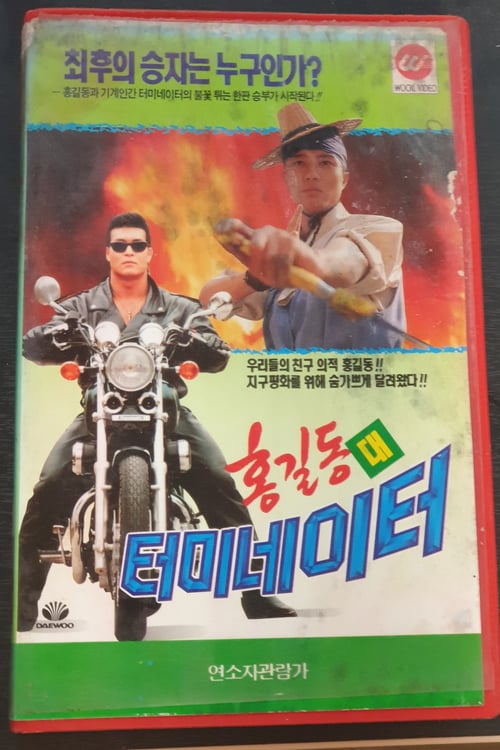 최후의 승자는 누구인가?
WOOIL VIDEO
— 홍길동과 기계인간 터미네이터의 불꽃 튀는 한판 승부가 시작된다!!
우리들의 친구 의적 홍길동!!
지구평화를 위해 숨가쁘게 달려왔다!!
홍길동 대
터미네이터
DAEWOO
연소자관람가